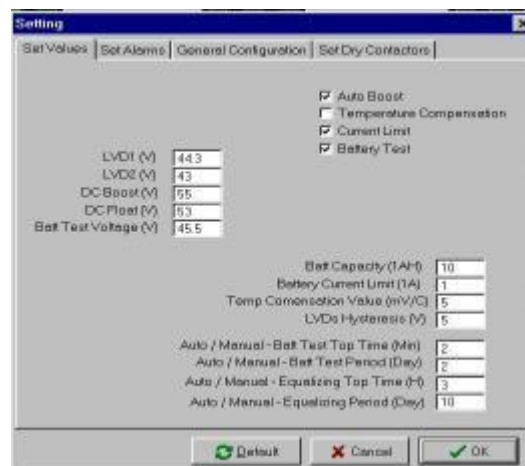 Setting
Set Values
Set Alarms
General Configuration
Set Dry Contactors
Auto Boost
Temperature Compensation
Current Limit
Battery Test
LVD1 (V) 44.3
LVD2 (V) 43
DC Boost (V) 55
DC Float (V) 53
Batt Test Voltage (V) 45.5
Batt Capacity (1AH) 10
Battery Current Limit (1A) 1
Temp Comensation Value (mV/C) 5
LVDs Hysteresis (V) 5
Auto / Manual - Batt Test Top Time (Min) 2
Auto / Manual - Batt Test Period (Day) 2
Auto / Manual - Equalizing Top Time (H) 3
Auto / Manual - Equalizing Period (Day) 10
Default
Cancel
OK